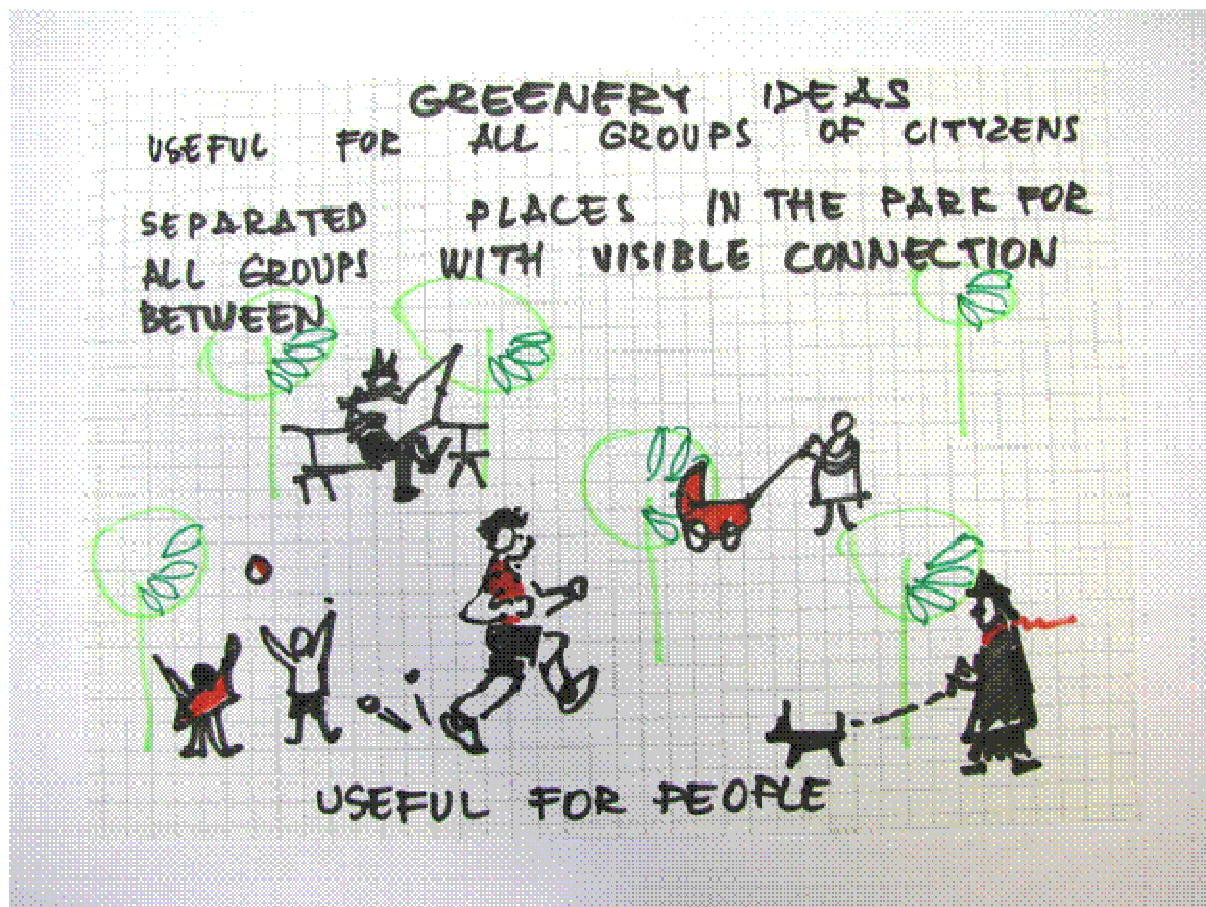 GREENERY IDEAS
USEFUL FOR ALL GROUPS OF CITYZENS
SEPARATED PLACES IN THE PARK FOR
ALL GROUPS WITH VISIBLE CONNECTION
BETWEEN
USEFUL FOR PEOPLE